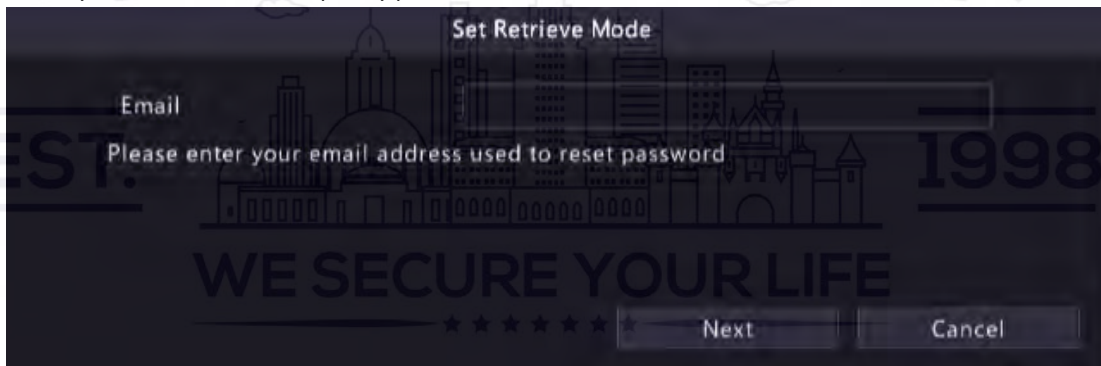 Set Retrieve Mode
Email
Please enter your email address used to reset password
EST. 1998
WE SECURE YOUR LIFE
Next Cancel